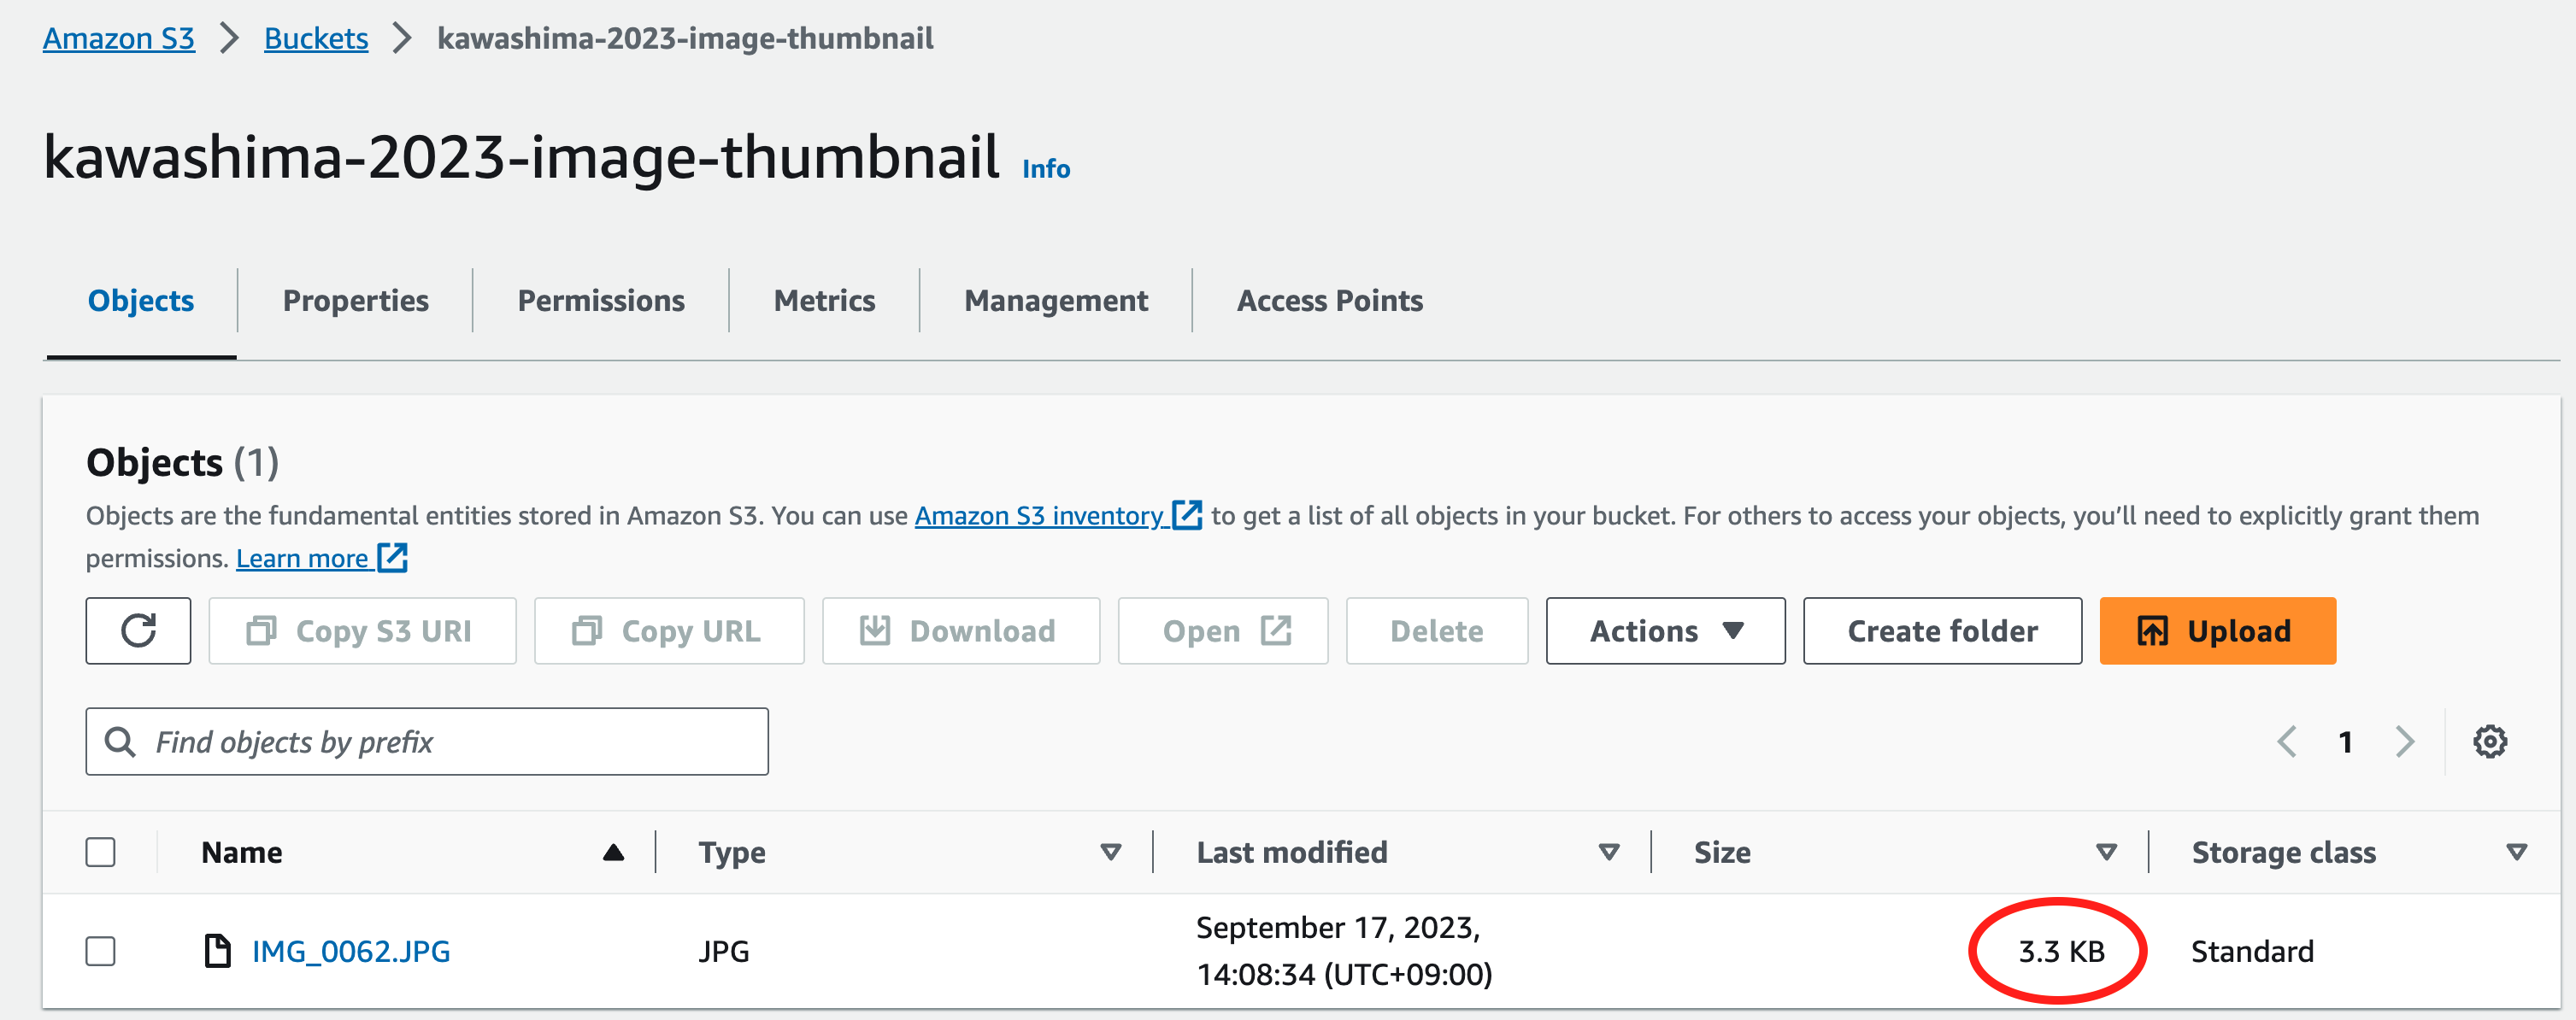 Amazon S3 > Buckets > kawashima-2023-image-thumbnail
kawashima-2023-image-thumbnail Info
Objects Properties Permissions Metrics Management Access Points
Objects (1)
Objects are the fundamental entities stored in Amazon S3. You can use Amazon S3 inventory to get a list of all objects in your bucket. For others to access your objects, you’ll need to explicitly grant them
permissions. Learn more
Copy S3 URI Copy URL Download Open Delete Actions Create folder Upload
Find objects by prefix 1
Name Type Last modified Size Storage class
IMG_0062.JPG JPG September 17, 2023, 3.3 KB Standard
14:08:34 (UTC+09:00)